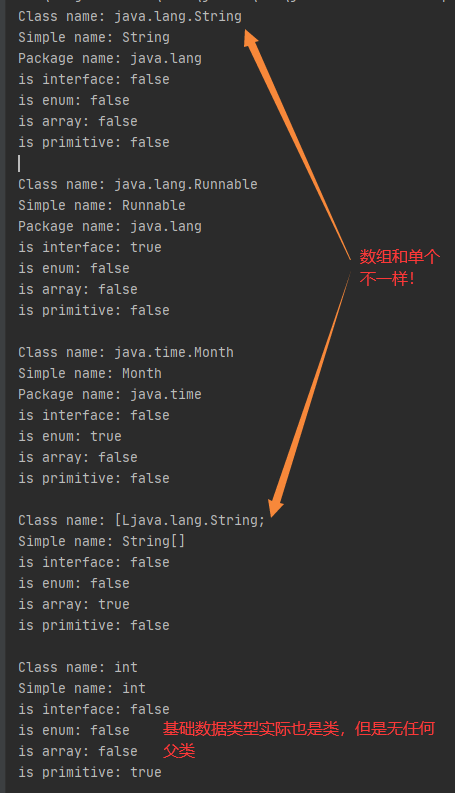 Class name: java.lang.String
Simple name: String
Package name: java.lang
is interface: false
is enum: false
is array: false
is primitive: false
Class name: java.lang.Runnable
Simple name: Runnable
Package name: java.lang
is interface: true
is enum: false
is array: false
is primitive: false
数组和单个
不一样！
Class name: java.time.Month
Simple name: Month
Package name: java.time
is interface: false
is enum: true
is array: false
is primitive: false
Class name: [Ljava.lang.String;
Simple name: String[]
is interface: false
is enum: false
is array: true
is primitive: false
Class name: int
Simple name: int
is interface: false
is enum: false
is array: false
is primitive: true
基础数据类型实际也是类，但是无任何
父类